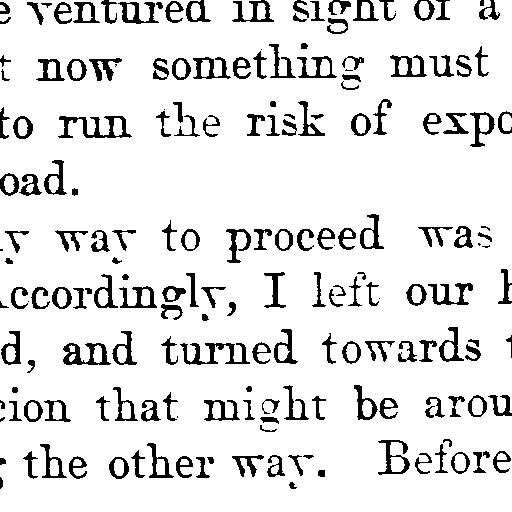 e ventured in sight of a
t now something must
to run the risk of expo
oad.
y way to proceed was
ccordingly, I left our h
d, and turned towards t
cion that might be arou
g the other way. Before